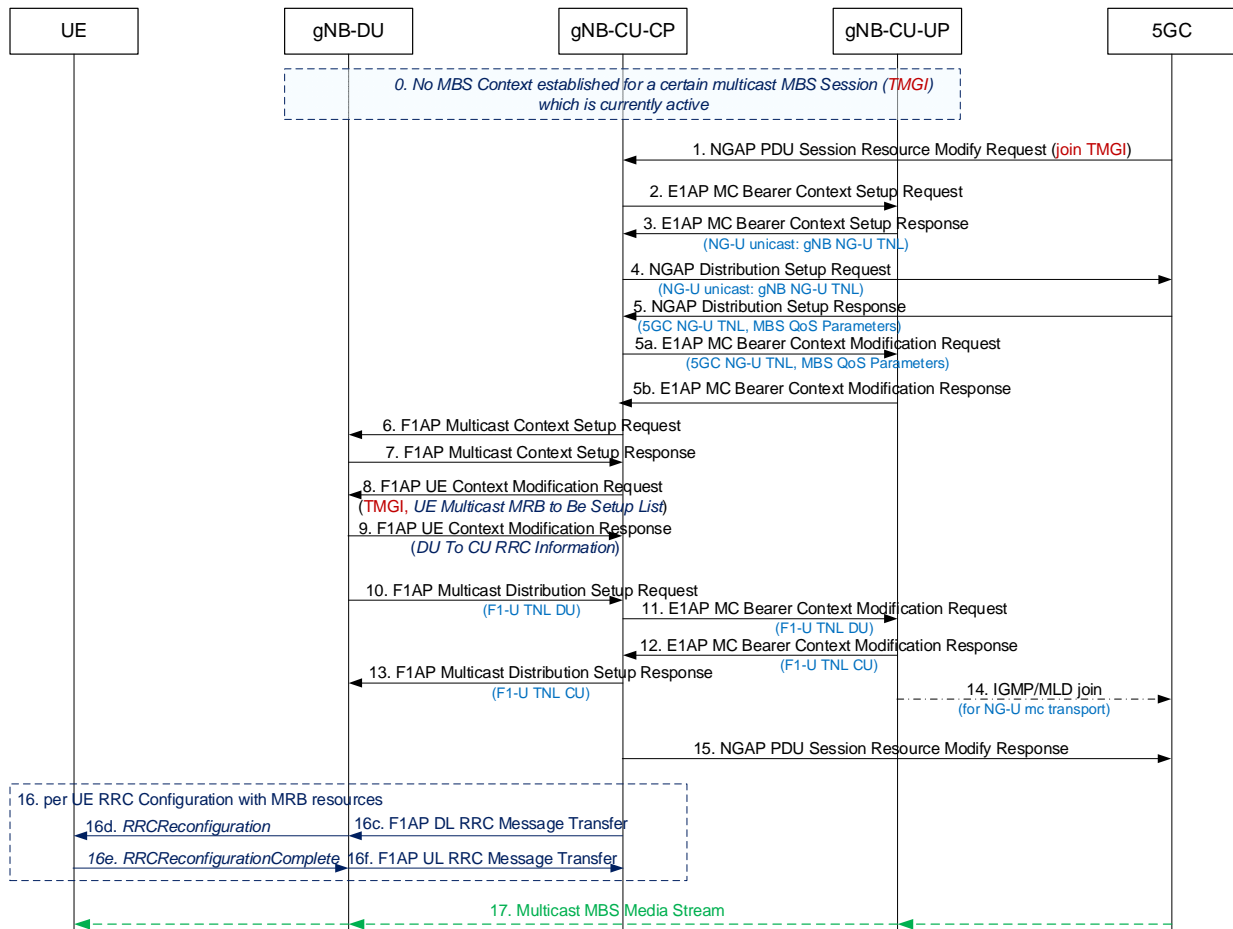 UE
gNB-DU
gNB-CU-CP
gNB-CU-UP
5GC
0. No MBS Context established for a certain multicast MBS Session (TMGI)
which is currently active
1. NGAP PDU Session Resource Modify Request (join TMGI)
2. E1AP MC Bearer Context Setup Request
3. E1AP MC Bearer Context Setup Response
(NG-U unicast: gNB NG-U TNL)
4. NGAP Distribution Setup Request
(NG-U unicast: gNB NG-U TNL)
5. NGAP Distribution Setup Response
(5GC NG-U TNL, MBS QoS Parameters)
5a. E1AP MC Bearer Context Modification Request
(5GC NG-U TNL, MBS QoS Parameters)
5b. E1AP MC Bearer Context Modification Response
6. F1AP Multicast Context Setup Request
7. F1AP Multicast Context Setup Response
8. F1AP UE Context Modification Request
(TMGI, UE Multicast MRB to Be Setup List)
9. F1AP UE Context Modification Response
(DU To CU RRC Information)
10. F1AP Multicast Distribution Setup Request
(F1-U TNL DU)
11. E1AP MC Bearer Context Modification Request
(F1-U TNL DU)
12. E1AP MC Bearer Context Modification Response
(F1-U TNL CU)
13. F1AP Multicast Distribution Setup Response
(F1-U TNL CU)
14. IGMP/MLD join
(for NG-U mc transport)
15. NGAP PDU Session Resource Modify Response
16. per UE RRC Configuration with MRB resources
16d. RRCReconfiguration
16c. F1AP DL RRC Message Transfer
16e. RRCReconfigurationComplete
16f. F1AP UL RRC Message Transfer
17. Multicast MBS Media Stream